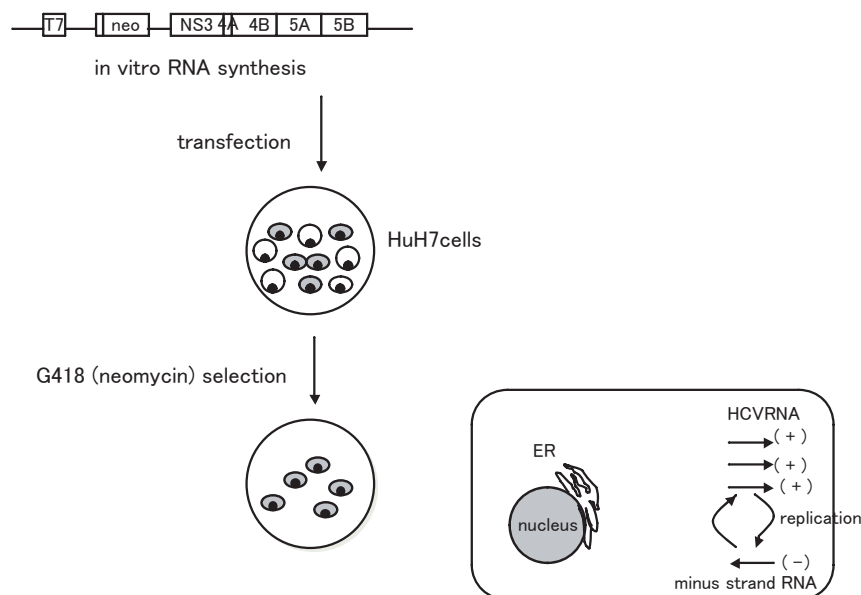 T7 neo NS3 4A 4B 5A 5B
in vitro RNA synthesis
transfection
HuH7cells
G418 (neomycin) selection
HCVRNA
(+)
ER
(+)
(+)
nucleus
replication
(-)
minus strand RNA